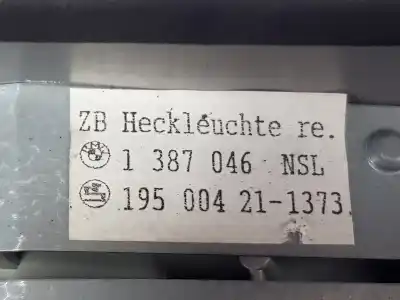 ZB Heckleuchte re.
1 387 046 NSL
195 004 21-1373